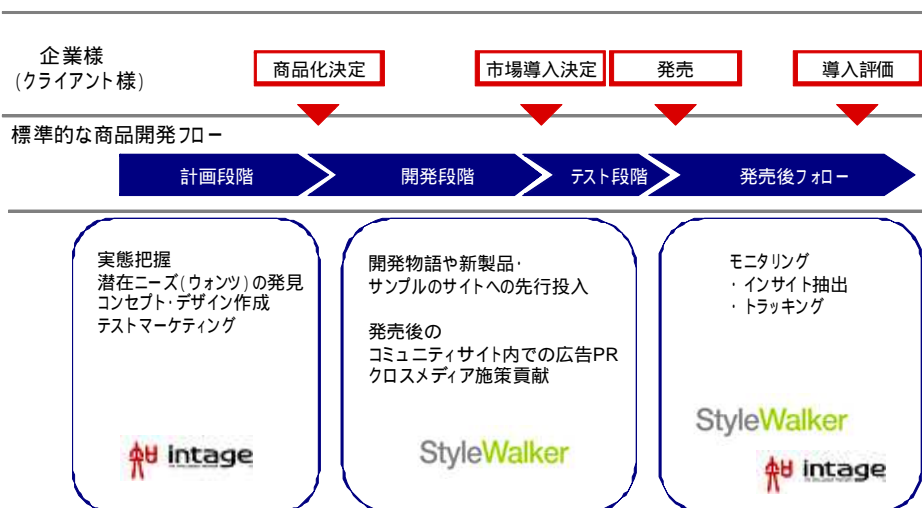 企業様
(クライアント様)
商品化決定
市場導入決定
発売
導入評価
標準的な商品開発フロー
計画段階
開発段階
テスト段階
発売後フォロー
実態把握
潜在ニーズ(ウォンツ)の発見
コンセプト・デザイン作成
テストマーケティング
intage
開発物語や新製品・
サンプルのサイトへの先行投入
発売後の
コミュニティサイト内での広告PR
クロスメディア施策貢献
StyleWalker
モニタリング
・インサイト抽出
・トラッキング
StyleWalker
intage